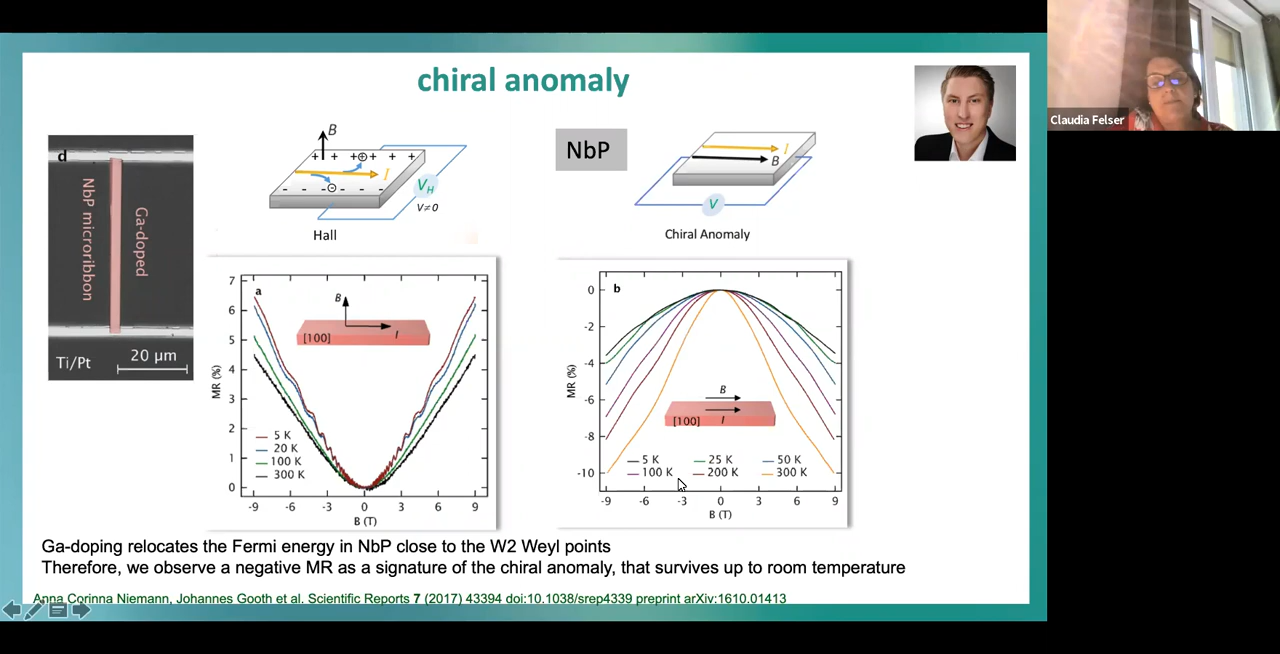 chiral anomaly
Claudia Felser
d
NbP microribbon
Ga-doped
Ti/Pt
20 µm
B
+ + + + + + +
I
- - - - - - -
VH
V≠0
Hall
NbP
I
B
V
Chiral Anomaly
a
B
I
[100]
MR (%)
7
6
5
4
3
2
1
0
5 K
20 K
100 K
300 K
-9 -6 -3 0 3 6 9
B (T)
b
MR (%)
0
-2
-4
-6
-8
-10
B
[100] I
5 K 25 K 50 K
100 K 200 K 300 K
-9 -6 -3 0 3 6 9
B (T)
Ga-doping relocates the Fermi energy in NbP close to the W2 Weyl points
Therefore, we observe a negative MR as a signature of the chiral anomaly, that survives up to room temperature
Anna Corinna Niemann, Johannes Gooth et al. Scientific Reports 7 (2017) 43394 doi:10.1038/srep4339 preprint arXiv:1610.01413